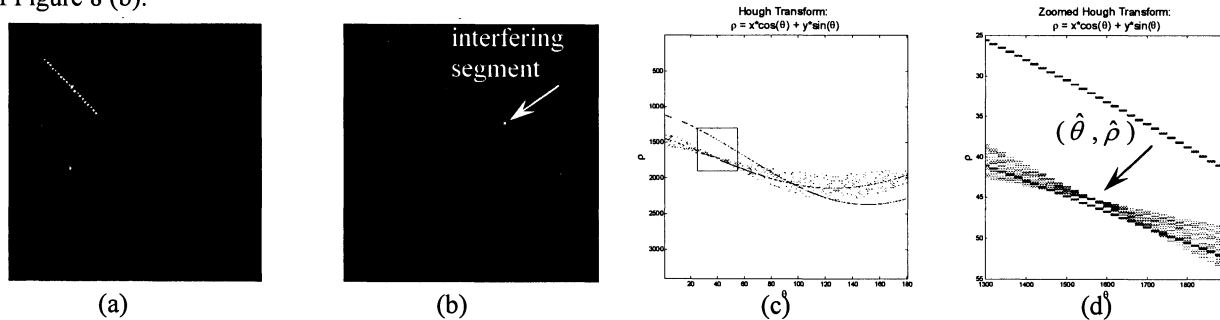 f Figure 8 (b).
interfering
segment
Hough Transform:
ρ = x*cos(θ) + y*sin(θ)
500
1000
1500
2000
2500
3000
ρ
20 40 60 80 100 120 140 160 180
θ
Zoomed Hough Transform:
ρ = x*cos(θ) + y*sin(θ)
25
30
35
40
45
50
55
ρ
(θ̂, ρ̂)
1300 1400 1500 1600 1700 1800
θ
(a) (b) (c) (d)